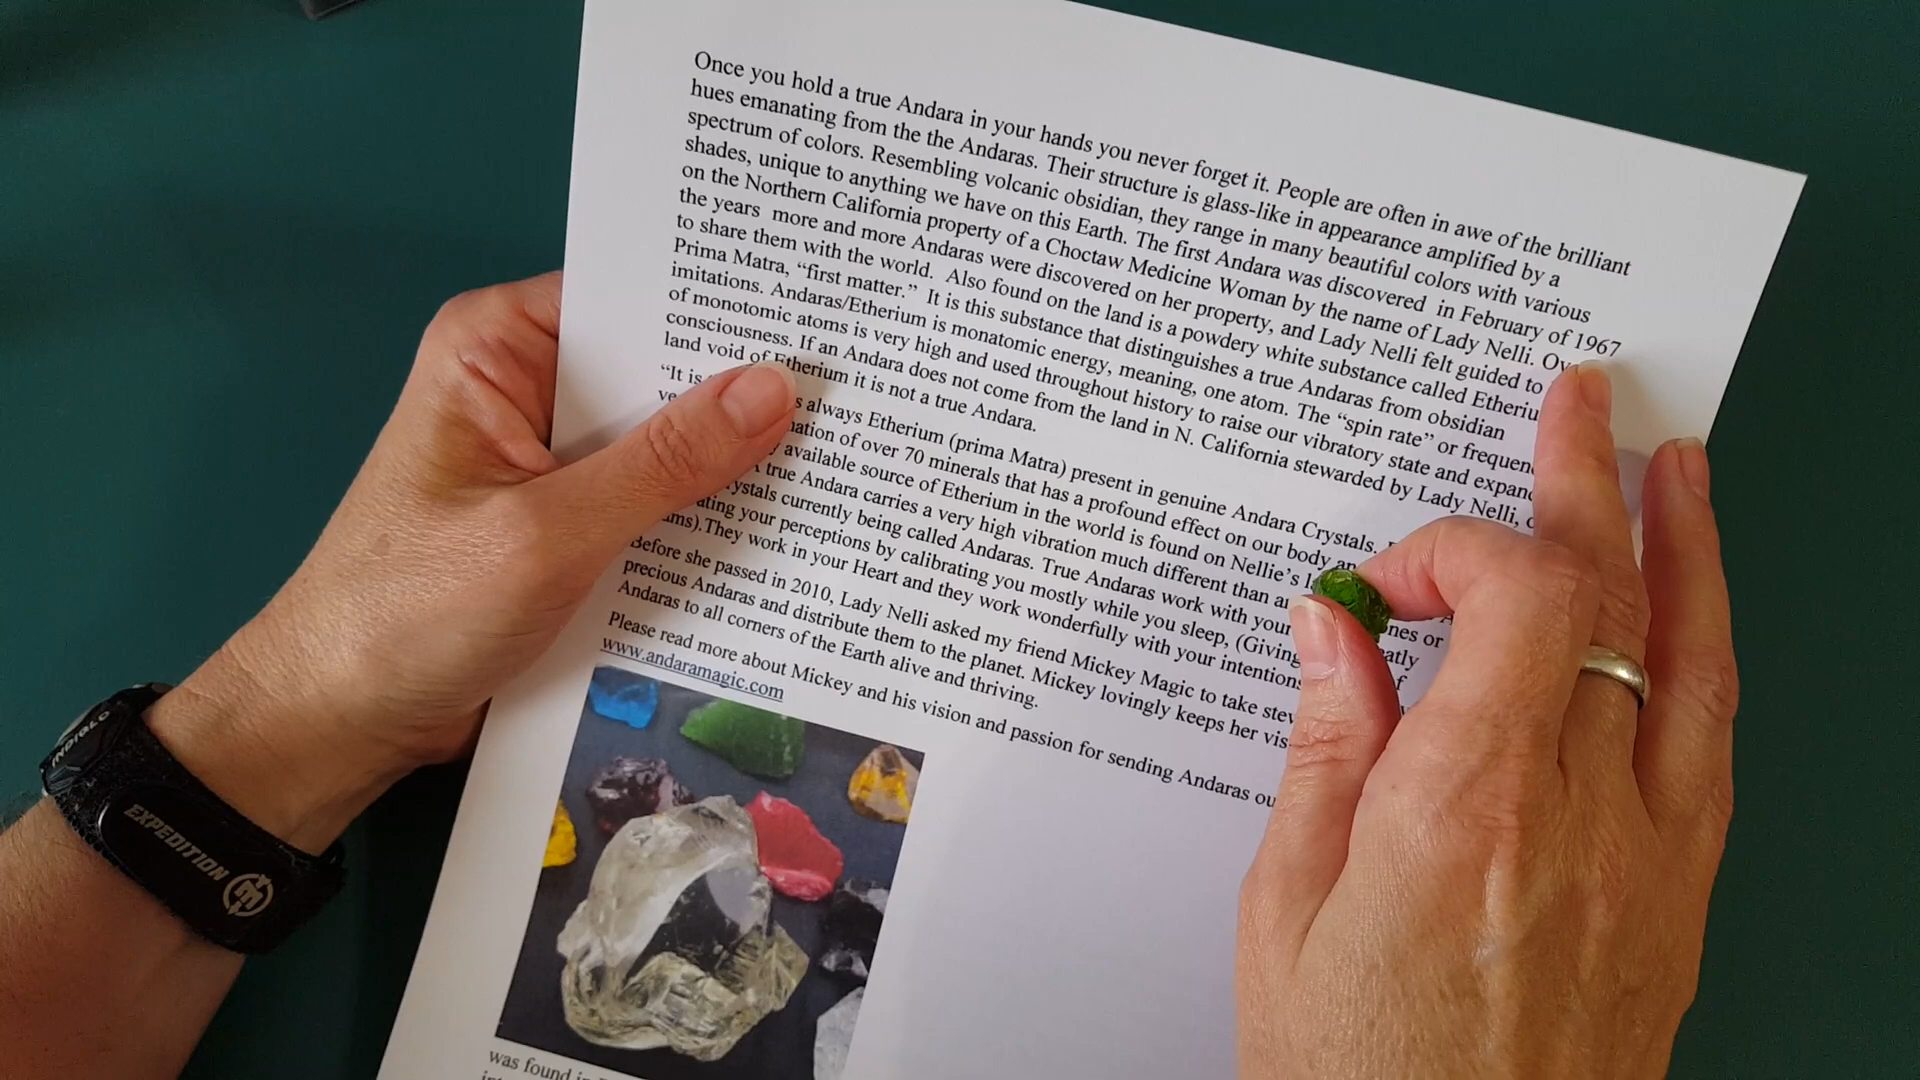 Once you hold a true Andara in your hands you never forget it. People are often in awe of the brilliant
hues emanating from the the Andaras. Their structure is glass-like in appearance amplified by a
spectrum of colors. Resembling volcanic obsidian, they range in many beautiful colors with various
shades, unique to anything we have on this Earth. The first Andara was discovered in February of 1967
on the Northern California property of a Choctaw Medicine Woman by the name of Lady Nelli.
the years more and more Andaras were discovered on her property, and Lady Nelli felt guided to
to share them with the world. Also found on the land is a powdery white substance called Etheriu
Prima Matra, “first matter.” It is this substance that distinguishes a true Andaras from obsidian
imitations. Andaras/Etherium is monatomic energy, meaning, one atom. The “spin rate” or frequen
of monotomic atoms is very high and used throughout history to raise our vibratory state and expand
consciousness. If an Andara does not come from the land in N. California stewarded by Lady Nelli,
land void of Etherium it is not a true Andara.
“It is always Etherium (prima Matra) present in genuine Andara Crystals.
nation of over 70 minerals that has a profound effect on our body
available source of Etherium in the world is found on Nellie's
true Andara carries a very high vibration much different than ones or
rystals currently being called Andaras. True Andaras work with your eatly
ating your perceptions by calibrating you mostly while you sleep, (Giving of
ums).They work in your Heart and they work wonderfully with your intentions
Before she passed in 2010, Lady Nelli asked my friend Mickey Magic to take stew
precious Andaras and distribute them to the planet. Mickey lovingly keeps her vis
Andaras to all corners of the Earth alive and thriving.
Please read more about Mickey and his vision and passion for sending Andaras ou
www.andaramagic.com
was found
INDIGLO
EXPEDITION